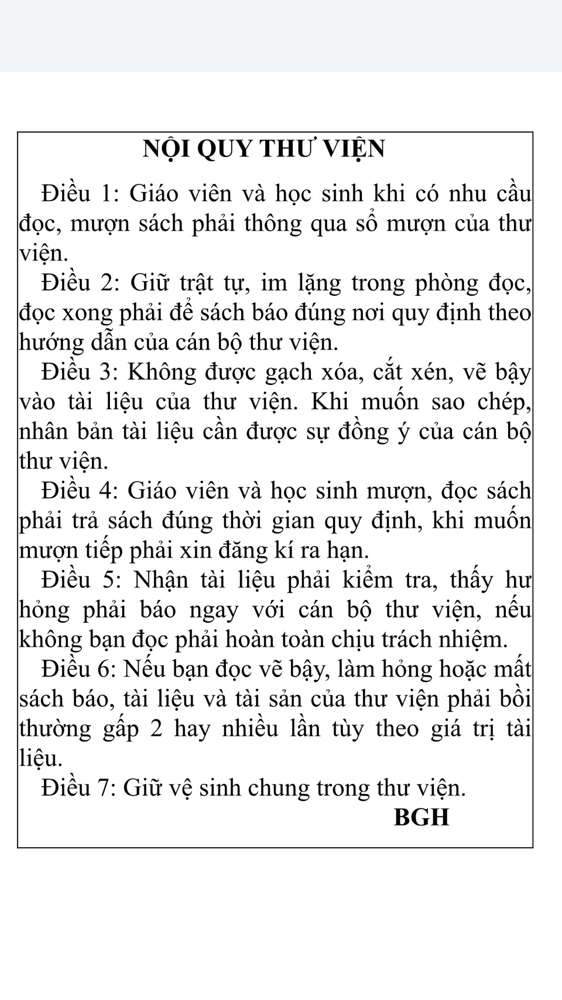 NỘI QUY THƯ VIỆN
Điều 1: Giáo viên và học sinh khi có nhu cầu
đọc, mượn sách phải thông qua sổ mượn của thư
viện.
Điều 2: Giữ trật tự, im lặng trong phòng đọc,
đọc xong phải để sách báo đúng nơi quy định theo
hướng dẫn của cán bộ thư viện.
Điều 3: Không được gạch xóa, cắt xén, vẽ bậy
vào tài liệu của thư viện. Khi muốn sao chép,
nhân bản tài liệu cần được sự đồng ý của cán bộ
thư viện.
Điều 4: Giáo viên và học sinh mượn, đọc sách
phải trả sách đúng thời gian quy định, khi muốn
mượn tiếp phải xin đăng kí ra hạn.
Điều 5: Nhận tài liệu phải kiểm tra, thấy hư
hỏng phải báo ngay với cán bộ thư viện, nếu
không bạn đọc phải hoàn toàn chịu trách nhiệm.
Điều 6: Nếu bạn đọc vẽ bậy, làm hỏng hoặc mất
sách báo, tài liệu và tài sản của thư viện phải bồi
thường gấp 2 hay nhiều lần tùy theo giá trị tài
liệu.
Điều 7: Giữ vệ sinh chung trong thư viện.
BGH